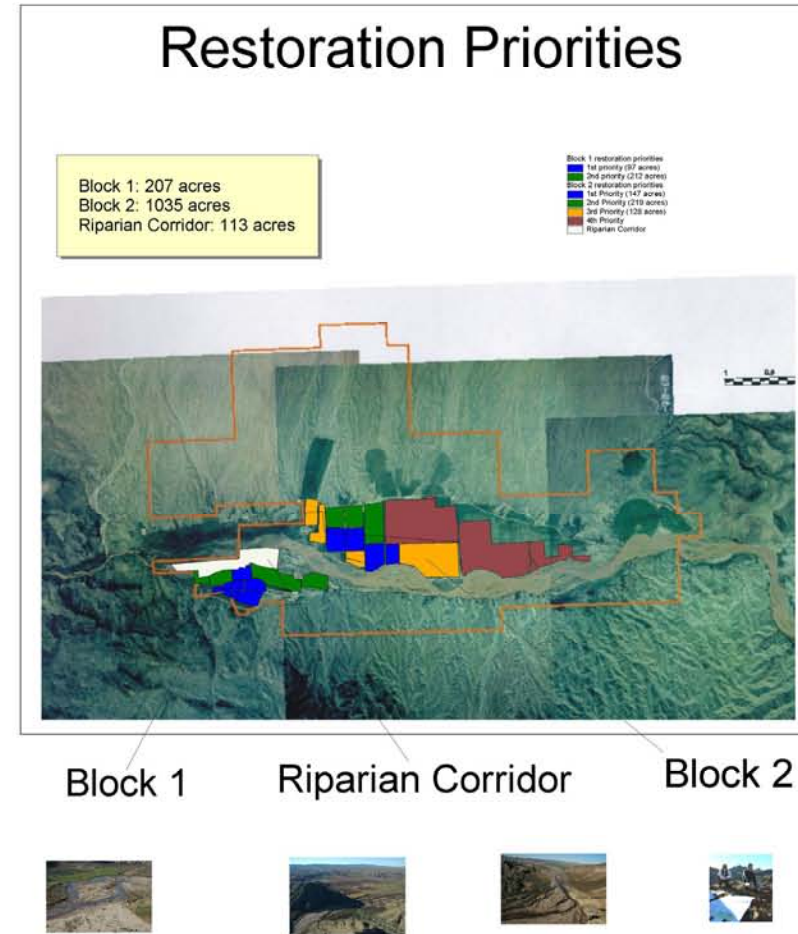 Restoration Priorities
Block 1: 207 acres
Block 2: 1035 acres
Riparian Corridor: 113 acres
Block 1 restoration priorities
1st priority (97 acres)
2nd priority (212 acres)
Block 2 restoration priorities
1st Priority (147 acres)
2nd Priority (219 acres)
3rd Priority (128 acres)
4th Priority
Riparian Corridor
1
Block 1
Riparian Corridor
Block 2